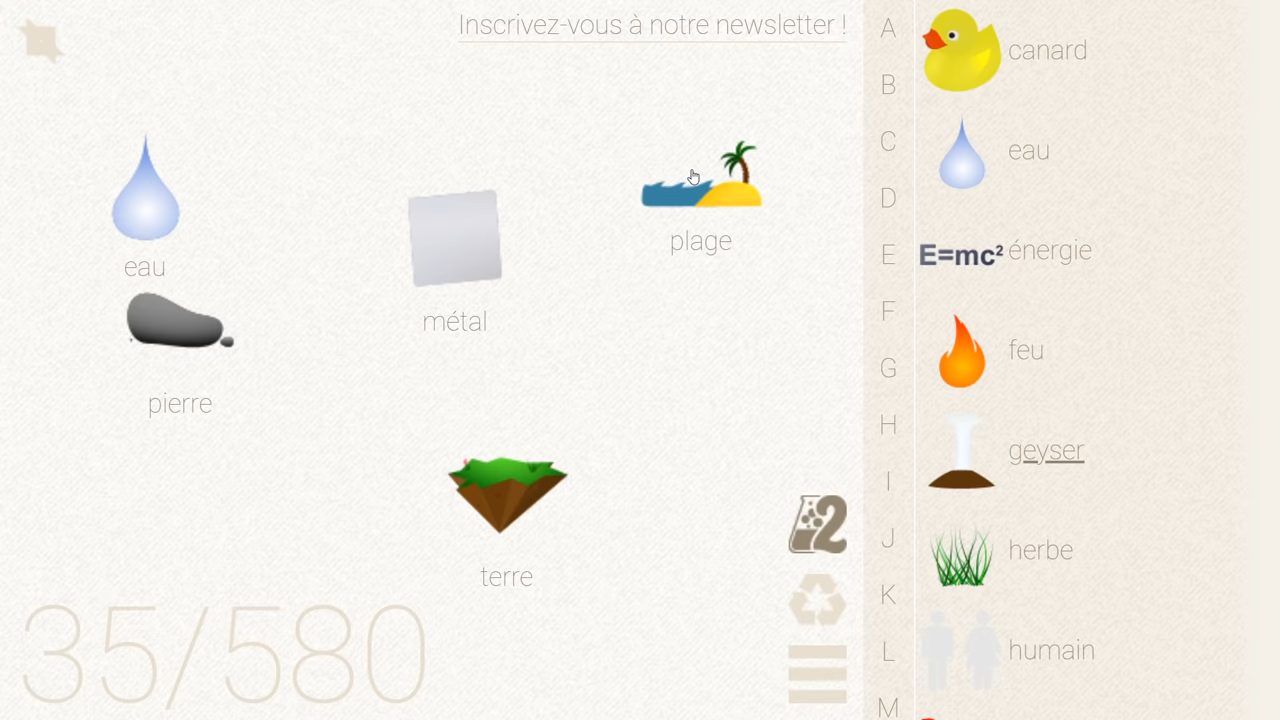 Inscrivez-vous à notre newsletter !
eau
métal
plage
pierre
terre
35/580
2
A
B
C
D
E
F
G
H
I
J
K
L
M
canard
eau
E=mc²
énergie
feu
geyser
herbe
humain